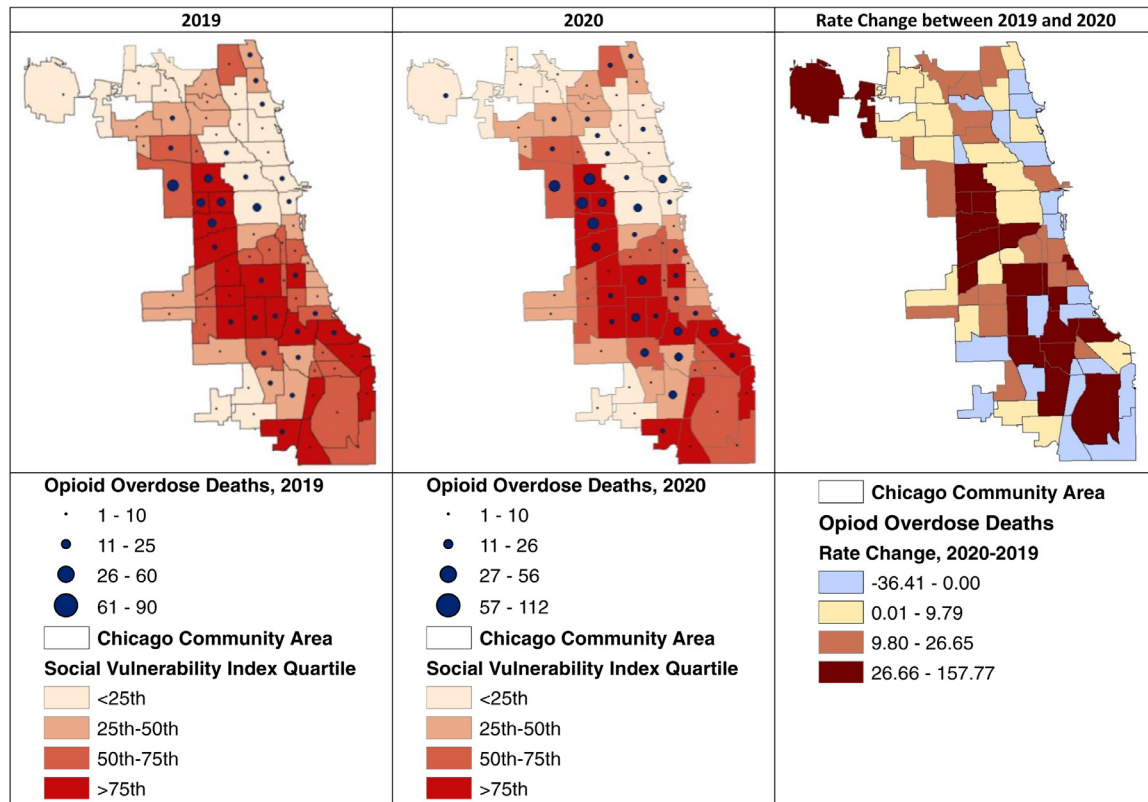 2019
2020
Rate Change between 2019 and 2020
Opioid Overdose Deaths, 2019
1 - 10
11 - 25
26 - 60
61 - 90
Chicago Community Area
Social Vulnerability Index Quartile
<25th
25th-50th
50th-75th
>75th
Opioid Overdose Deaths, 2020
1 - 10
11 - 26
27 - 56
57 - 112
Chicago Community Area
Social Vulnerability Index Quartile
<25th
25th-50th
50th-75th
>75th
Chicago Community Area
Opiod Overdose Deaths
Rate Change, 2020-2019
-36.41 - 0.00
0.01 - 9.79
9.80 - 26.65
26.66 - 157.77